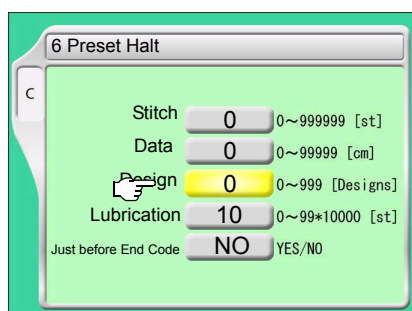 6 Preset Halt
C
Stitch 0 0～999999 [st]
Data 0 0～99999 [cm]
Design 0 0～999 [Designs]
Lubrication 10 0～99*10000 [st]
Just before End Code NO YES/NO